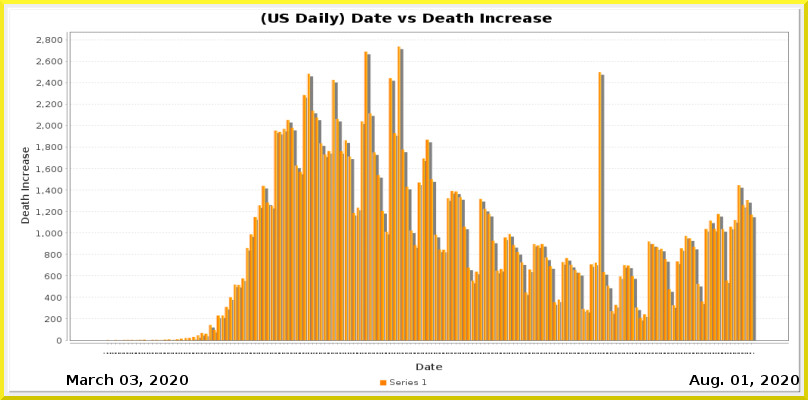 (US Daily) Date vs Death Increase
2,800
2,600
2,400
2,200
2,000
1,800
1,600
1,400
1,200
1,000
800
600
400
200
0
Death Increase
Date
March 03, 2020
Aug. 01, 2020
Series 1